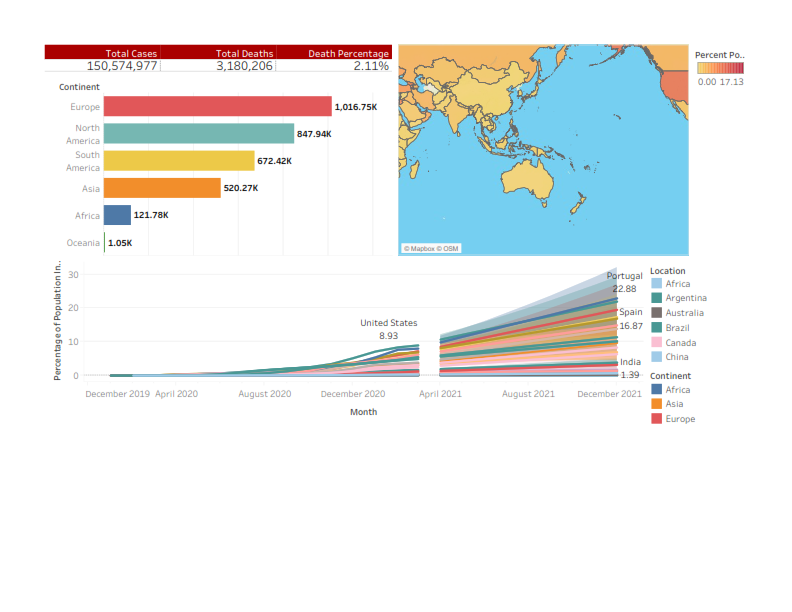 Total Cases Total Deaths Death Percentage
150,574,977 3,180,206 2.11%
Continent
Europe 1,016.75K
North America 847.94K
South America 672.42K
Asia 520.27K
Africa 121.78K
Oceania 1.05K
© Mapbox © OSM
Percent Po..
0.00 17.13
Percentage of Population In..
30
20
10
0
United States
8.93
Portugal
22.88
Spain
16.87
India
1.39
December 2019 April 2020 August 2020 December 2020 April 2021 August 2021 December 2021
Month
Location
Africa
Argentina
Australia
Brazil
Canada
China
Continent
Africa
Asia
Europe